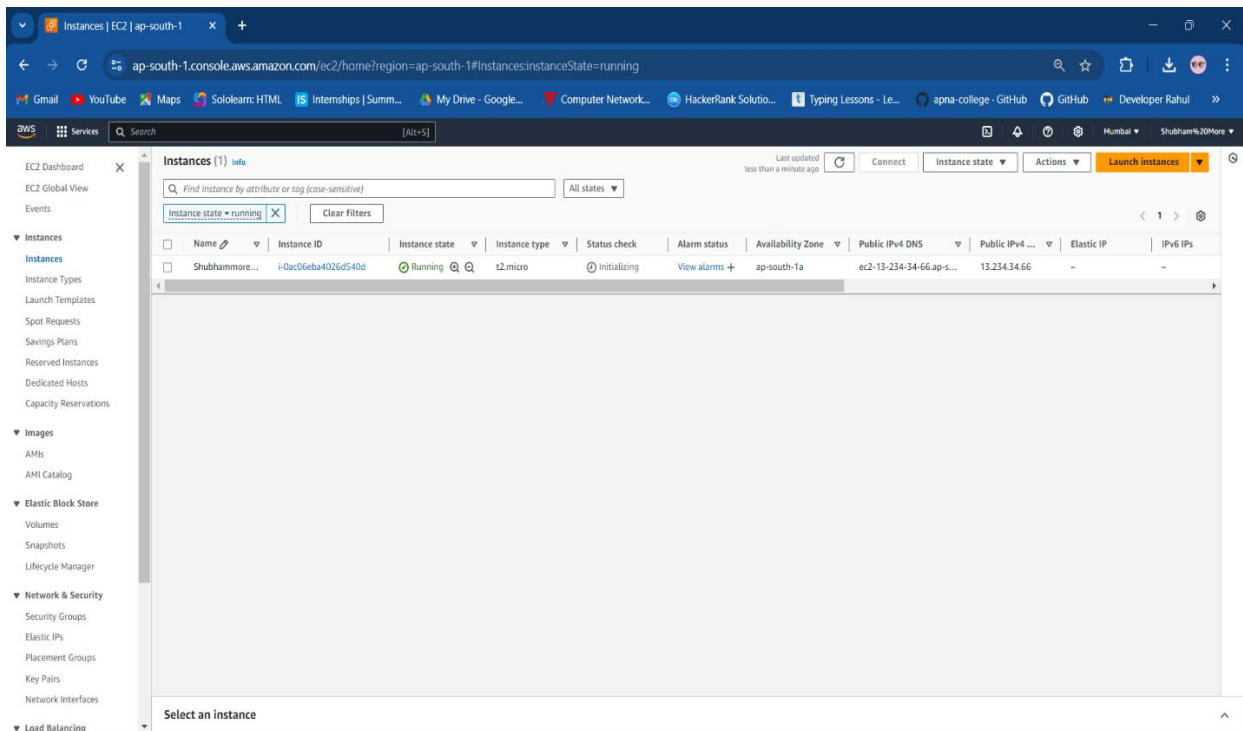 Instances | EC2 | ap-south-1
ap-south-1.console.aws.amazon.com/ec2/home?region=ap-south-1#Instances:instanceState=running
Gmail YouTube Maps Sololearn: HTML Internships | Summ... My Drive - Google... Computer Network... HackerRank Solutio... Typing Lessons - Le... apna-college · GitHub GitHub Developer Rahul »
aws Services Search [Alt+S] Mumbai Shubham%20More
EC2 Dashboard
EC2 Global View
Events
Instances
Instances
Instance Types
Launch Templates
Spot Requests
Savings Plans
Reserved Instances
Dedicated Hosts
Capacity Reservations
Images
AMIs
AMI Catalog
Elastic Block Store
Volumes
Snapshots
Lifecycle Manager
Network & Security
Security Groups
Elastic IPs
Placement Groups
Key Pairs
Network Interfaces
Load Balancing
Instances (1) Info
Last updated
less than a minute ago
Connect Instance state Actions Launch instances
Find Instance by attribute or tag (case-sensitive) All states
Instance state = running Clear filters 1
Name Instance ID Instance state Instance type Status check Alarm status Availability Zone Public IPv4 DNS Public IPv4 ... Elastic IP IPv6 IPs
Shubhammore... i-0ac06eba4026d540d Running t2.micro Initializing View alarms + ap-south-1a ec2-13-234-34-66.ap-s... 13.234.34.66 – –
Select an instance